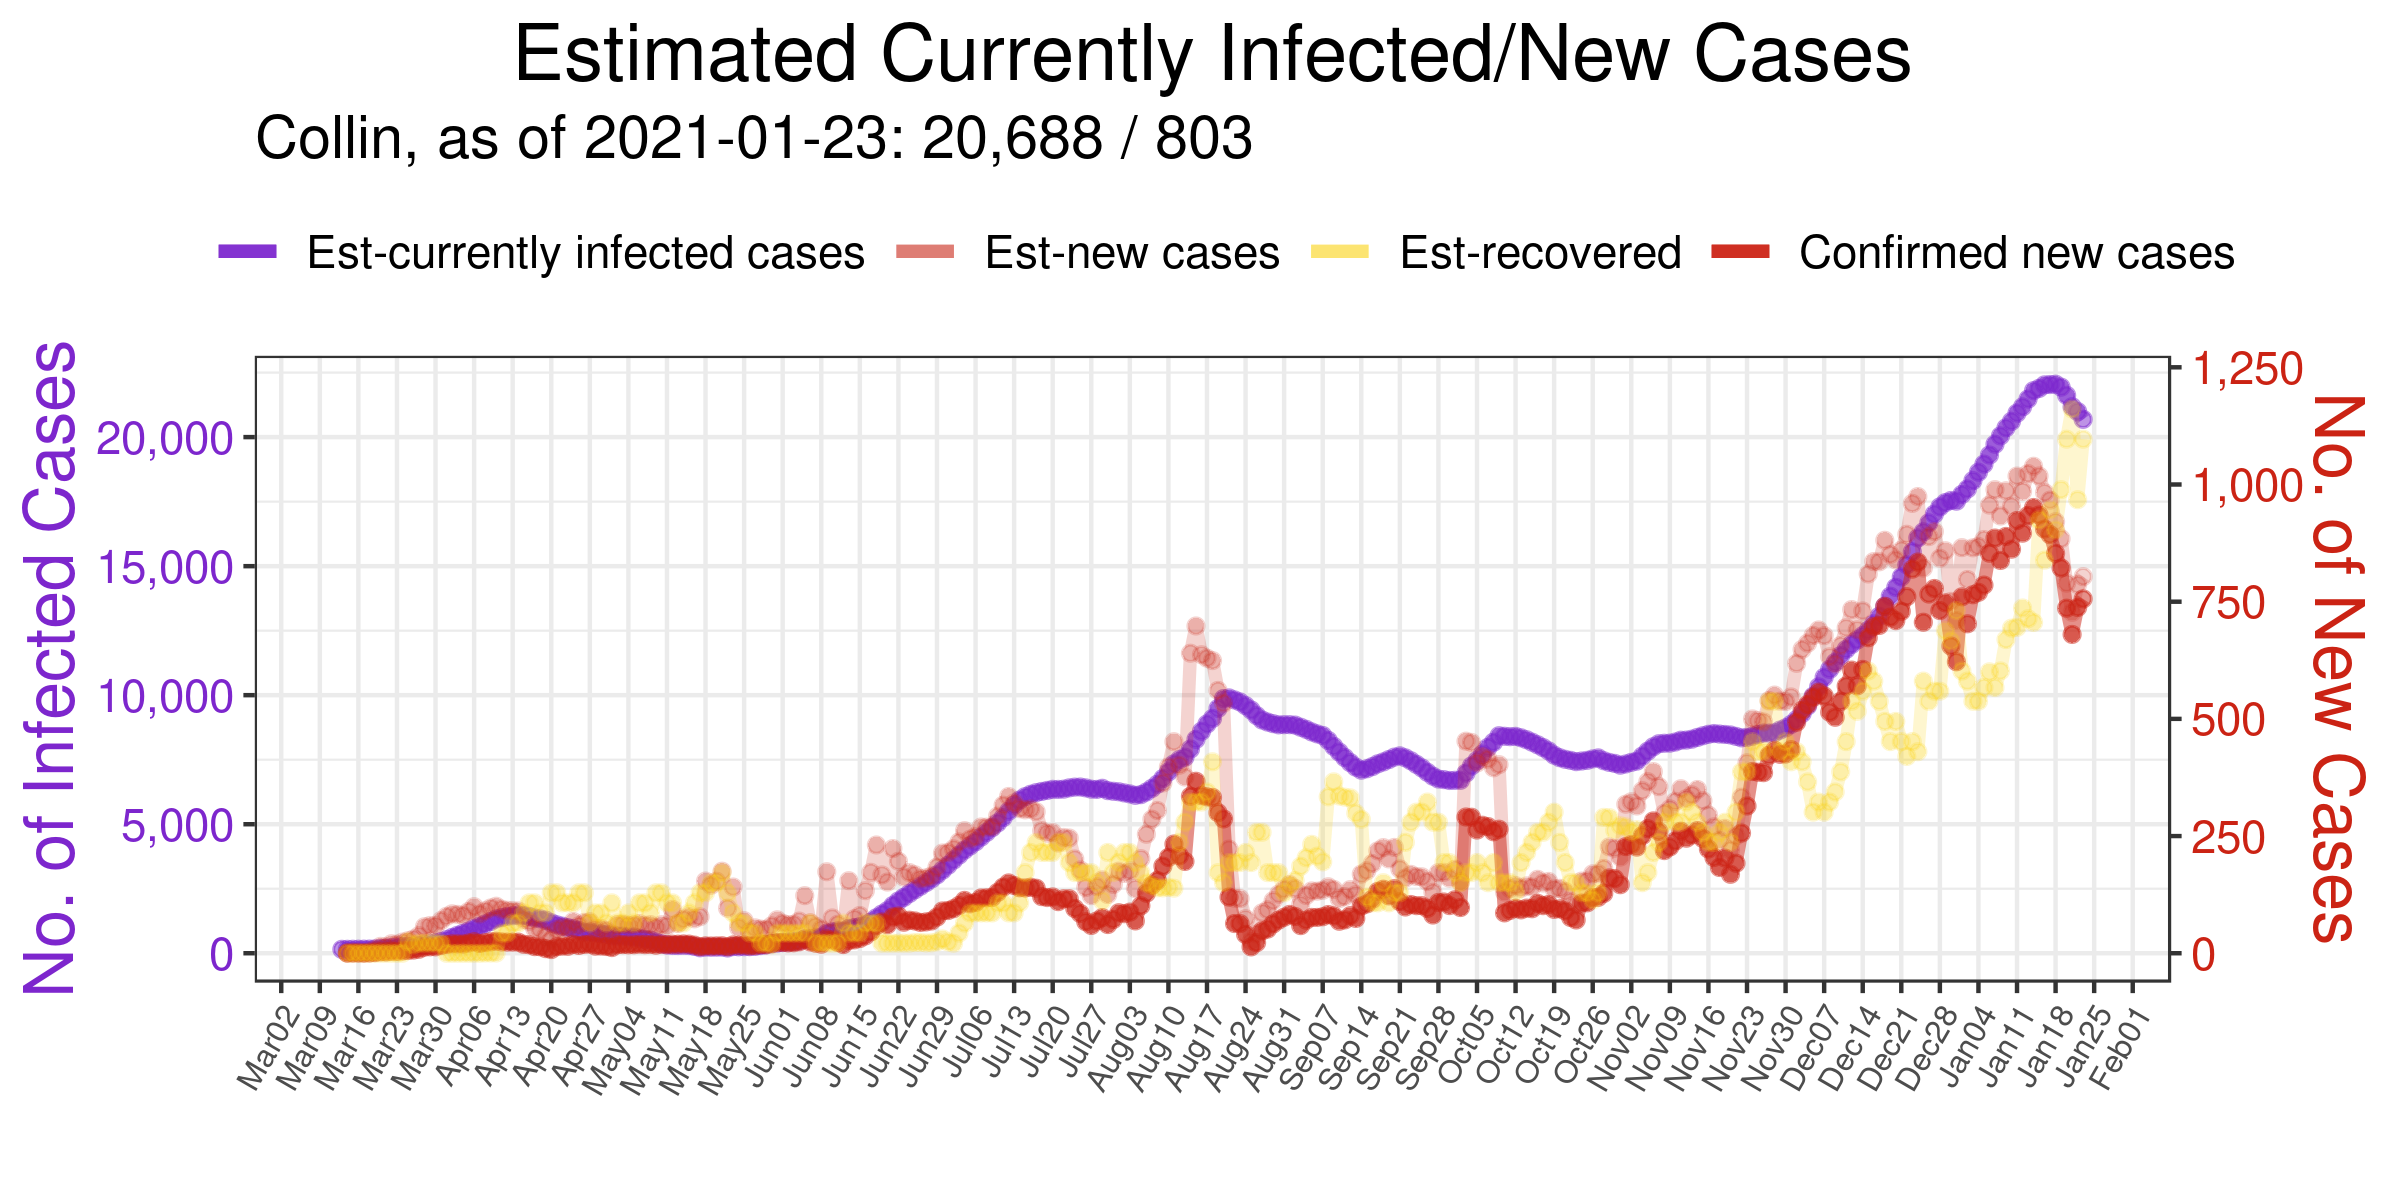 Estimated Currently Infected/New Cases
Collin, as of 2021-01-23: 20,688 / 803
Est-currently infected cases Est-new cases Est-recovered Confirmed new cases
No. of Infected Cases
20,000
15,000
10,000
5,000
0
1,250
1,000
750
500
250
0
No. of New Cases
Mar02 Mar09 Mar16 Mar23 Mar30 Apr06 Apr13 Apr20 Apr27 May04 May11 May18 May25 Jun01 Jun08 Jun15 Jun22 Jun29 Jul06 Jul13 Jul20 Jul27 Aug03 Aug10 Aug17 Aug24 Aug31 Sep07 Sep14 Sep21 Sep28 Oct05 Oct12 Oct19 Oct26 Nov02 Nov09 Nov16 Nov23 Nov30 Dec07 Dec14 Dec21 Dec28 Jan04 Jan11 Jan18 Jan25 Feb01